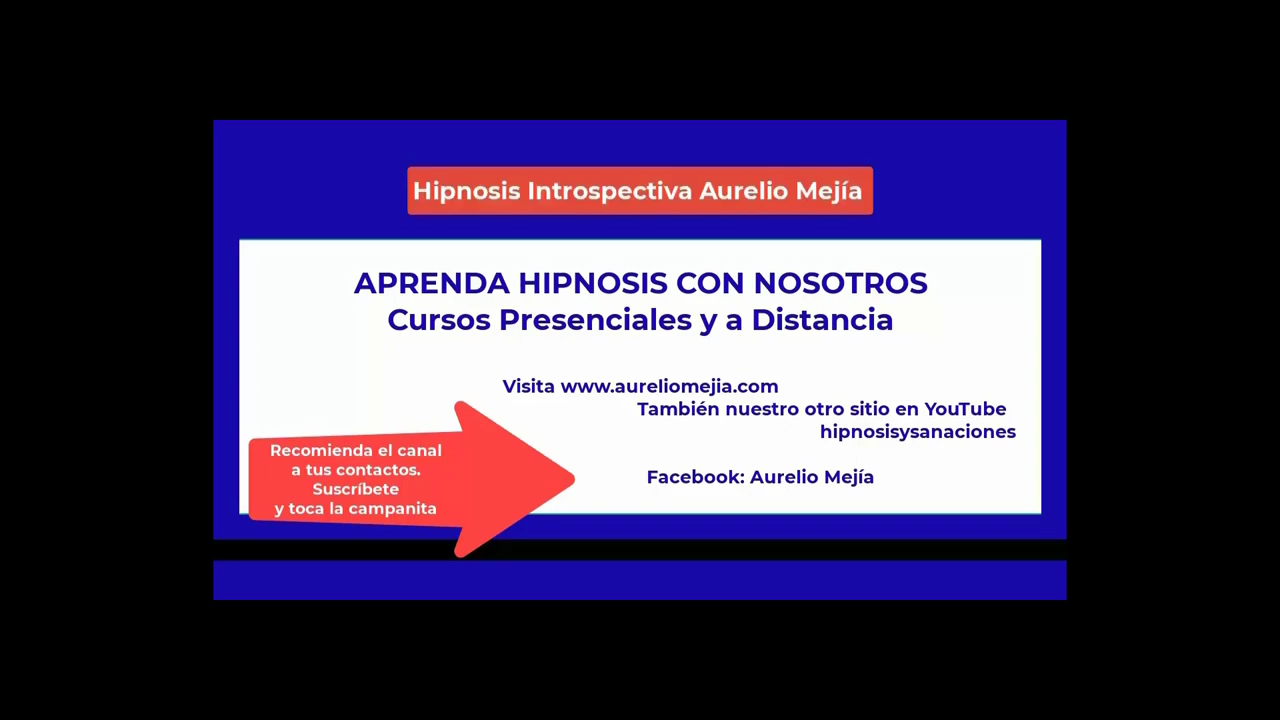 Hipnosis Introspectiva Aurelio Mejía
APRENDA HIPNOSIS CON NOSOTROS
Cursos Presenciales y a Distancia
Visita www.aureliomejia.com
También nuestro otro sitio en YouTube
hipnosisysanaciones
Facebook: Aurelio Mejía
Recomienda el canal
a tus contactos.
Suscríbete
y toca la campanita